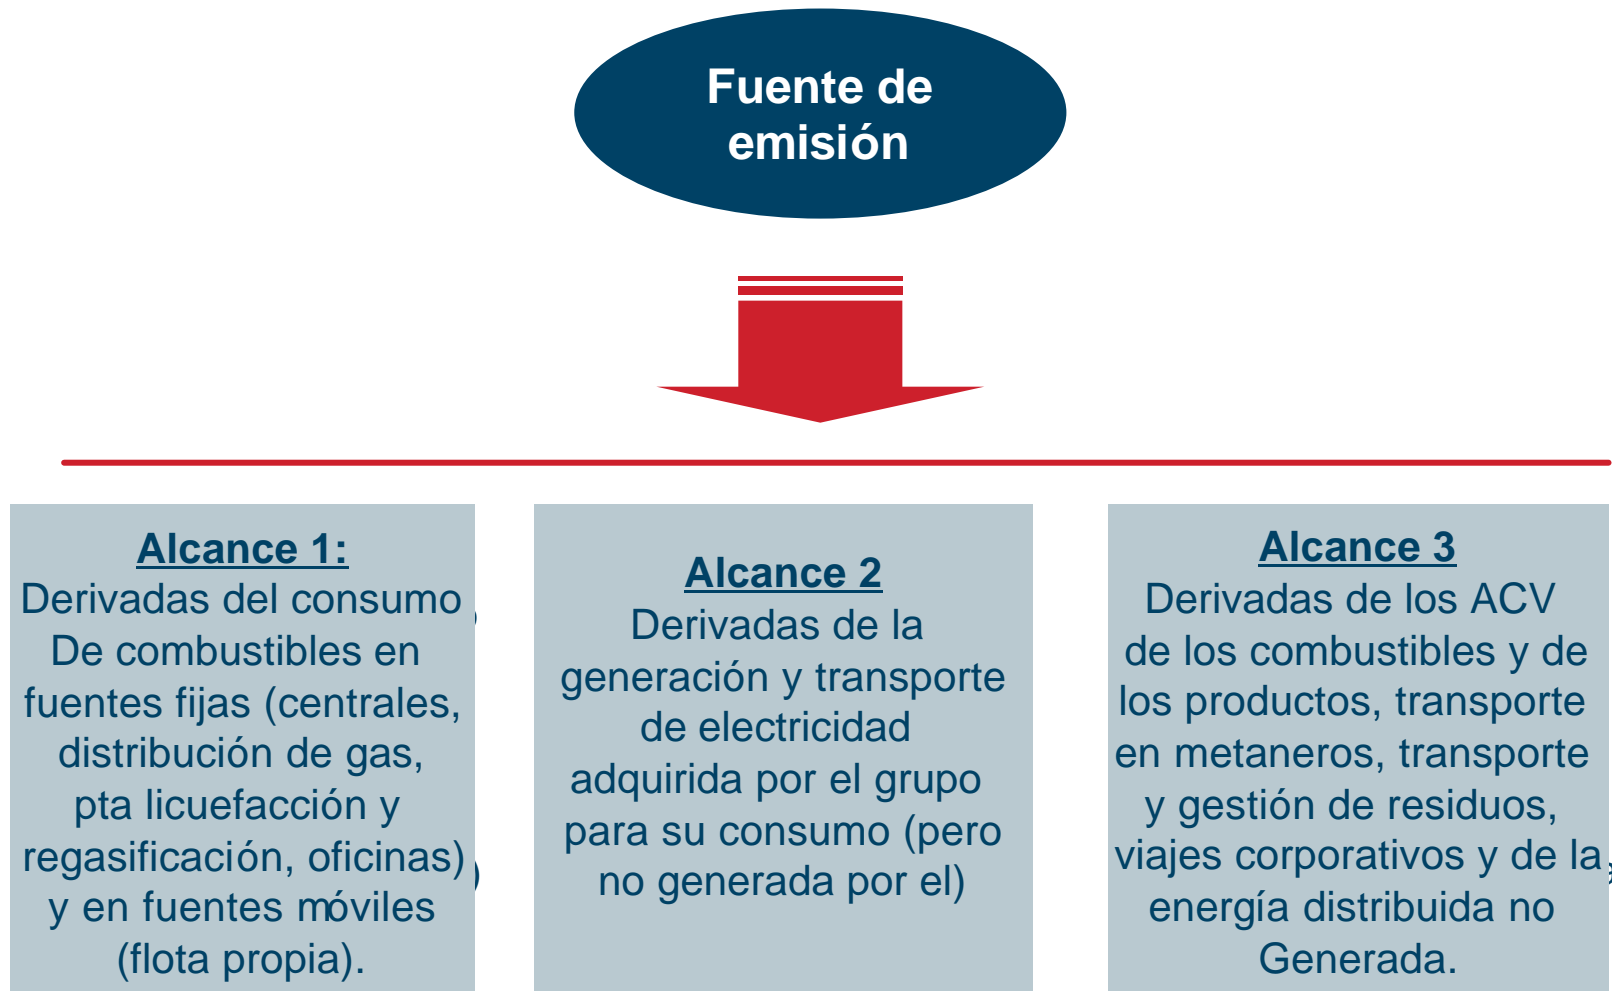 Fuente de
emisión
Alcance 1:
Derivadas del consumo
De combustibles en
fuentes fijas (centrales,
distribución de gas,
pta licuefacción y
regasificación, oficinas)
y en fuentes móviles
(flota propia).
Alcance 2
Derivadas de la
generación y transporte
de electricidad
adquirida por el grupo
para su consumo (pero
no generada por el)
Alcance 3
Derivadas de los ACV
de los combustibles y de
los productos, transporte
en metaneros, transporte
y gestión de residuos,
viajes corporativos y de la
energía distribuida no
Generada.